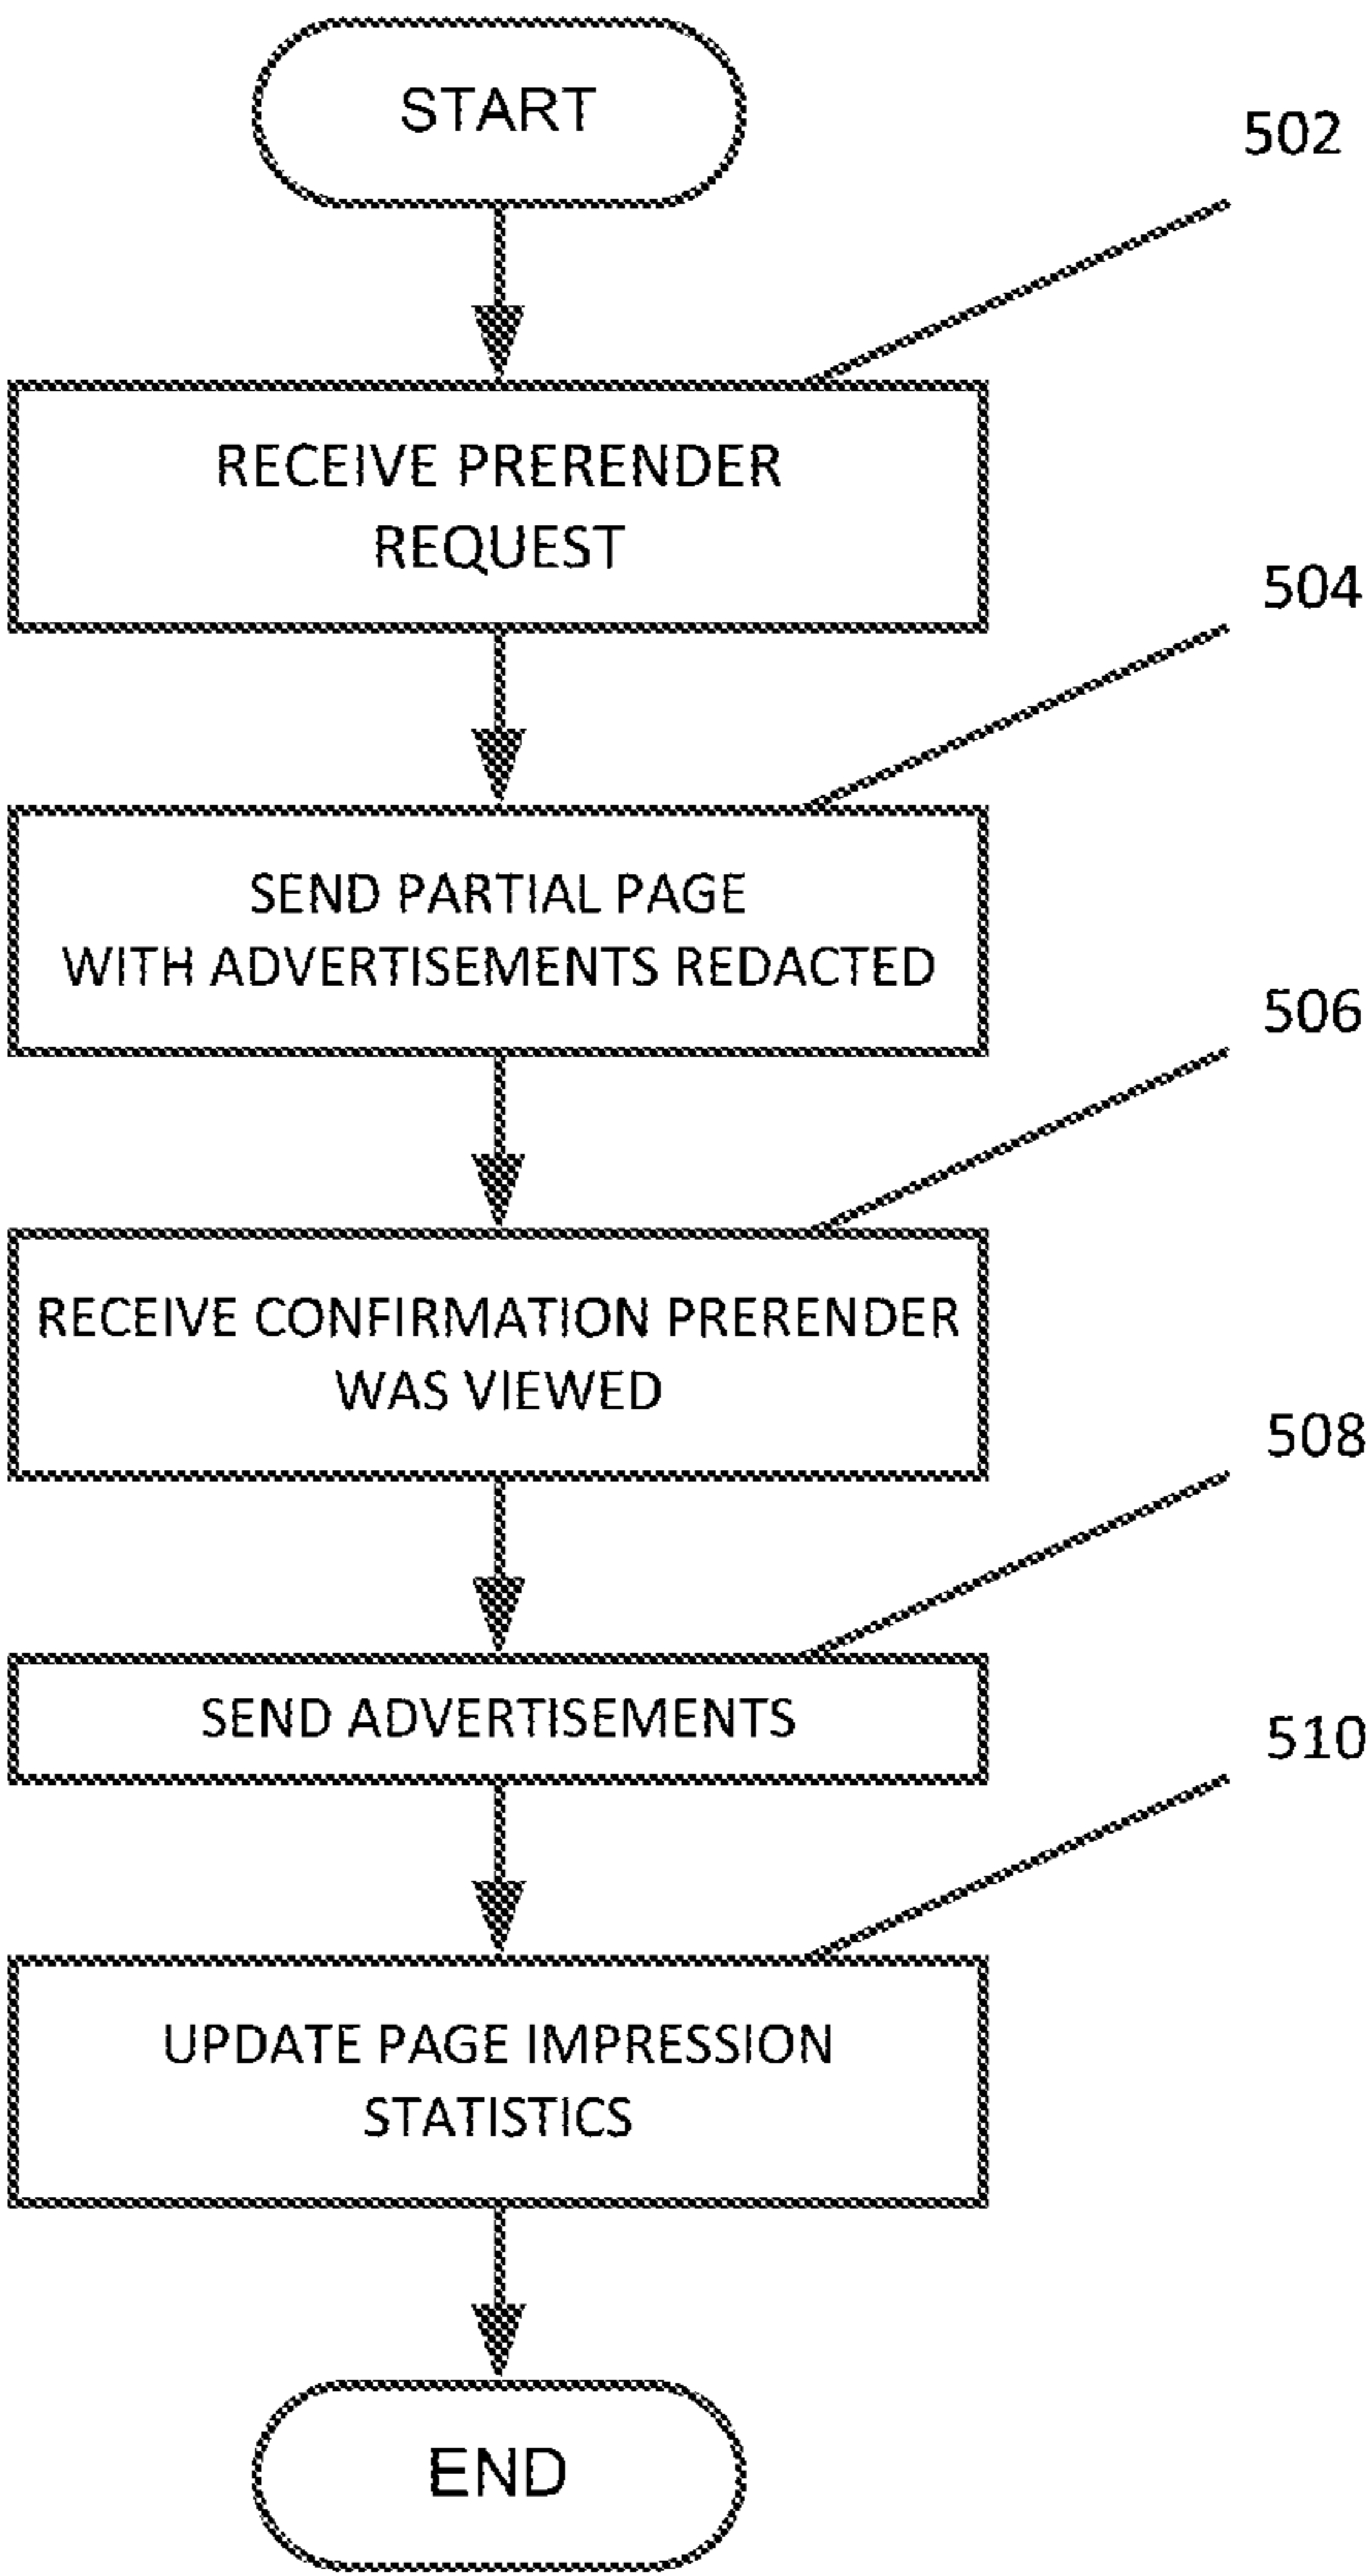 START
502
RECEIVE PRERENDER
REQUEST
504
SEND PARTIAL PAGE
WITH ADVERTISEMENTS REDACTED
506
RECEIVE CONFIRMATION PRERENDER
WAS VIEWED
508
SEND ADVERTISEMENTS
510
UPDATE PAGE IMPRESSION
STATISTICS
END